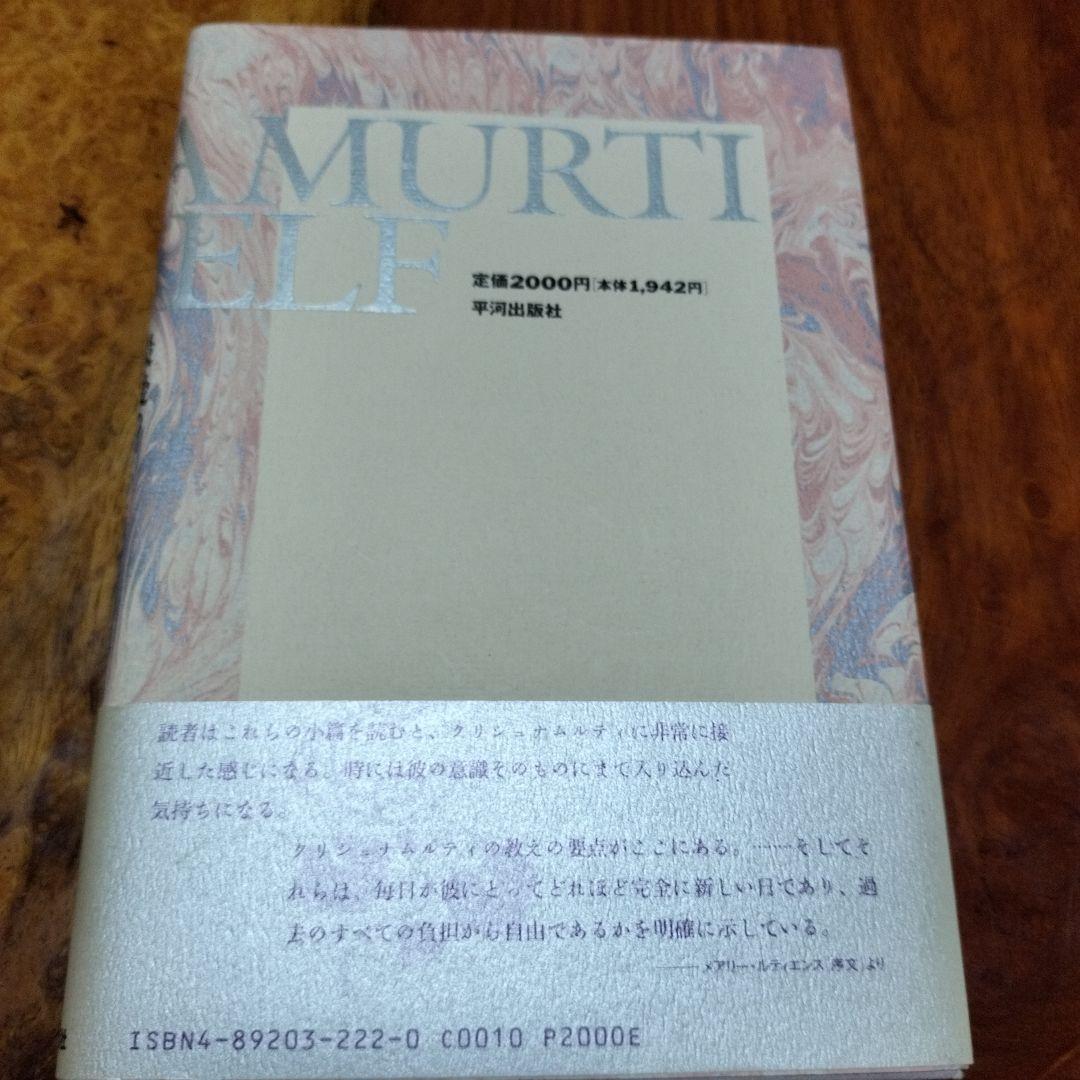 AMURTI
ELF
定価2000円[本体1,942円]
平河出版社
読者はこれらの小篇を読むと、クリシュナムルティに非常に接
近した感じになる。時には彼の意識そのものにまで入り込んだ
気持ちになる。
クリシュナムルティの教えの要点がここにある。……そしてそ
れらは、毎日が彼にとってどれほど完全に新しい日であり、過
去のすべての負担から自由であるかを明確に示している。
――メアリー・ルティエンス「序文」より
ISBN4-89203-222-0 C0010 P2000E